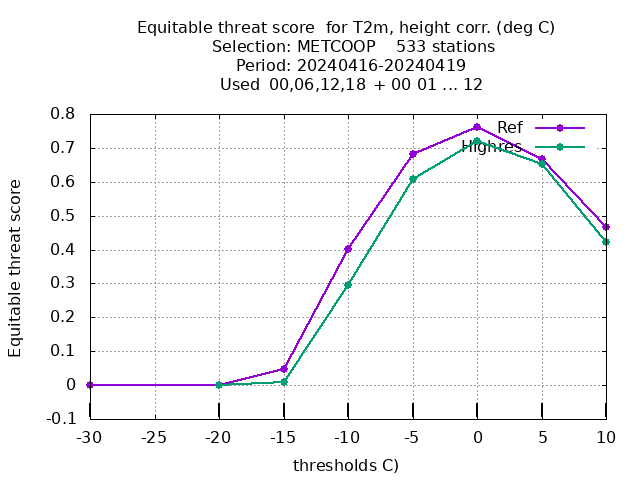 Equitable threat score  for T2m, height corr. (deg C)
Selection: METCOOP    533 stations
Period: 20240416-20240419
Used  00,06,12,18  + 00 01 ... 12
Ref
Highres
Equitable threat score
0.8
0.7
0.6
0.5
0.4
0.3
0.2
0.1
0
-0.1
-30 -25 -20 -15 -10 -5 0 5 10
thresholds C)